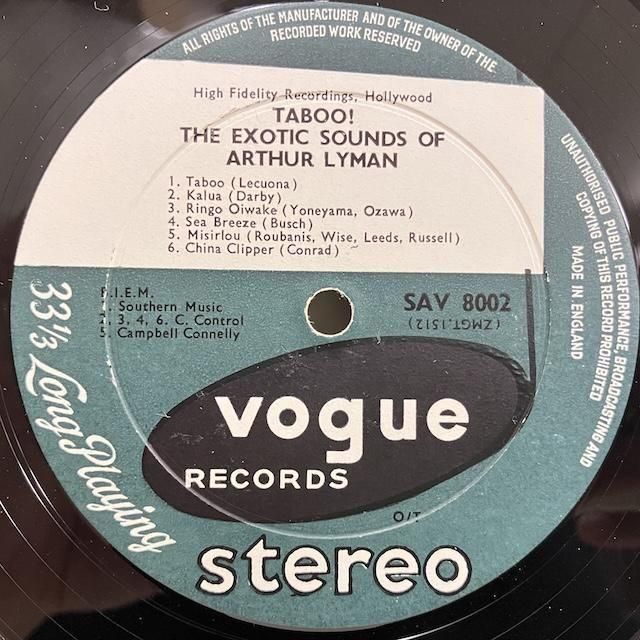 ALL RIGHTS OF THE MANUFACTURER AND OF THE OWNER OF THE
RECORDED WORK RESERVED
High Fidelity Recordings, Hollywood
TABOO!
THE EXOTIC SOUNDS OF
ARTHUR LYMAN
1. Taboo (Lecuona)
2. Kalua (Darby)
3. Ringo Oiwake (Yoneyama, Ozawa)
4. Sea Breeze (Busch)
5. Misirlou (Roubanis, Wise, Leeds, Russell)
6. China Clipper (Conrad)
B.I.E.M.
1. Southern Music
2, 3, 4, 6. C. Control
5. Campbell Connelly
SAV 8002
(ZMGT.1512)
UNAUTHORISED PUBLIC PERFORMANCE, BROADCASTING AND
COPYING OF THIS RECORD PROHIBITED
MADE IN ENGLAND
33⅓ Long Playing
vogue
RECORDS
O/T
stereo